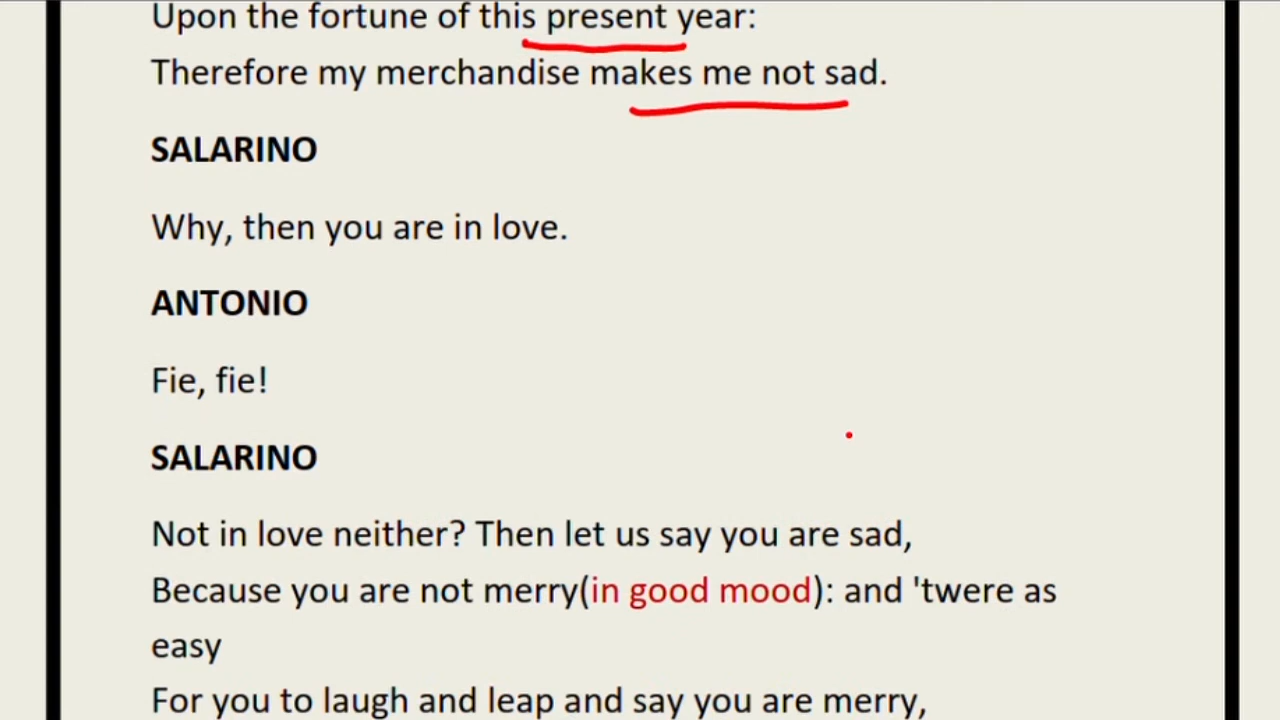 Upon the fortune of this present year:
Therefore my merchandise makes me not sad.
SALARINO
Why, then you are in love.
ANTONIO
Fie, fie!
SALARINO
Not in love neither? Then let us say you are sad,
Because you are not merry(in good mood): and 'twere as
easy
For you to laugh and leap and say you are merry,